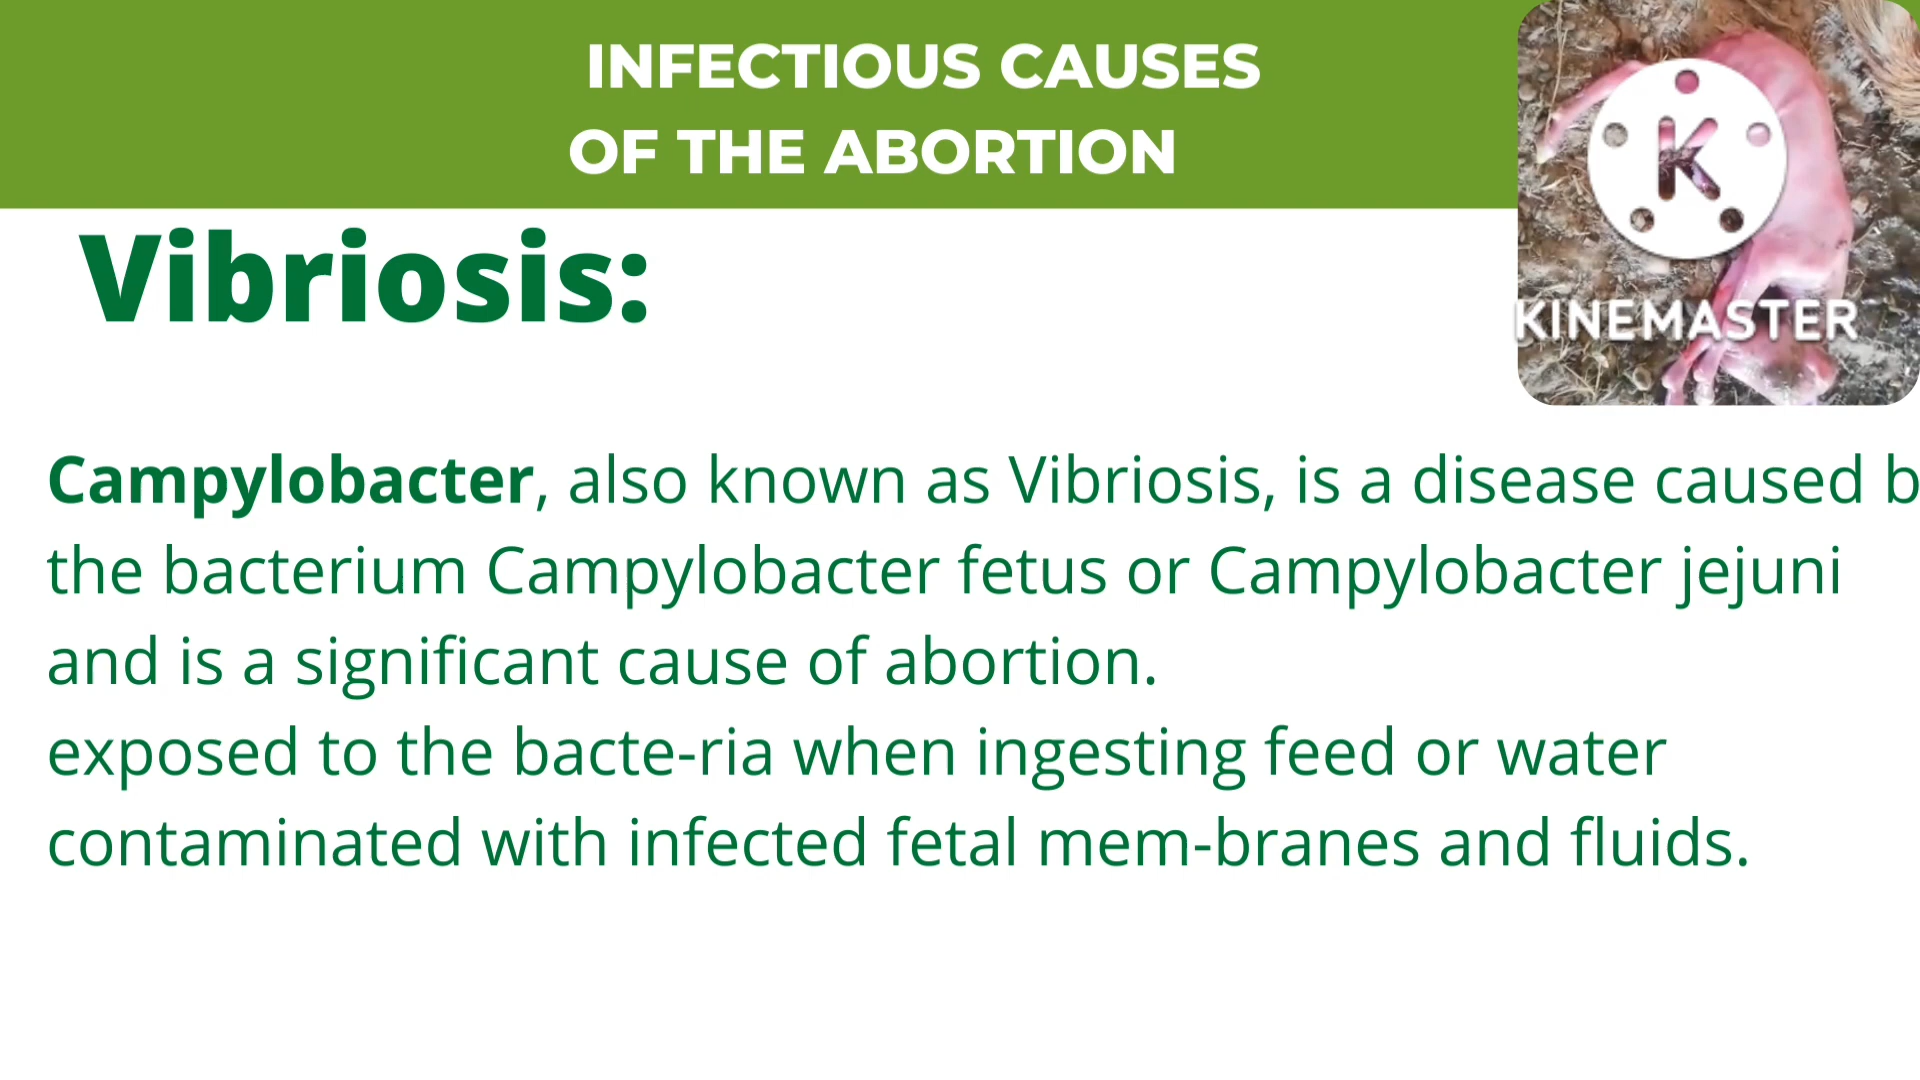 INFECTIOUS CAUSES
OF THE ABORTION
K
KINEMASTER
Vibriosis:
Campylobacter, also known as Vibriosis, is a disease caused b
the bacterium Campylobacter fetus or Campylobacter jejuni
and is a significant cause of abortion.
exposed to the bacte-ria when ingesting feed or water
contaminated with infected fetal mem-branes and fluids.